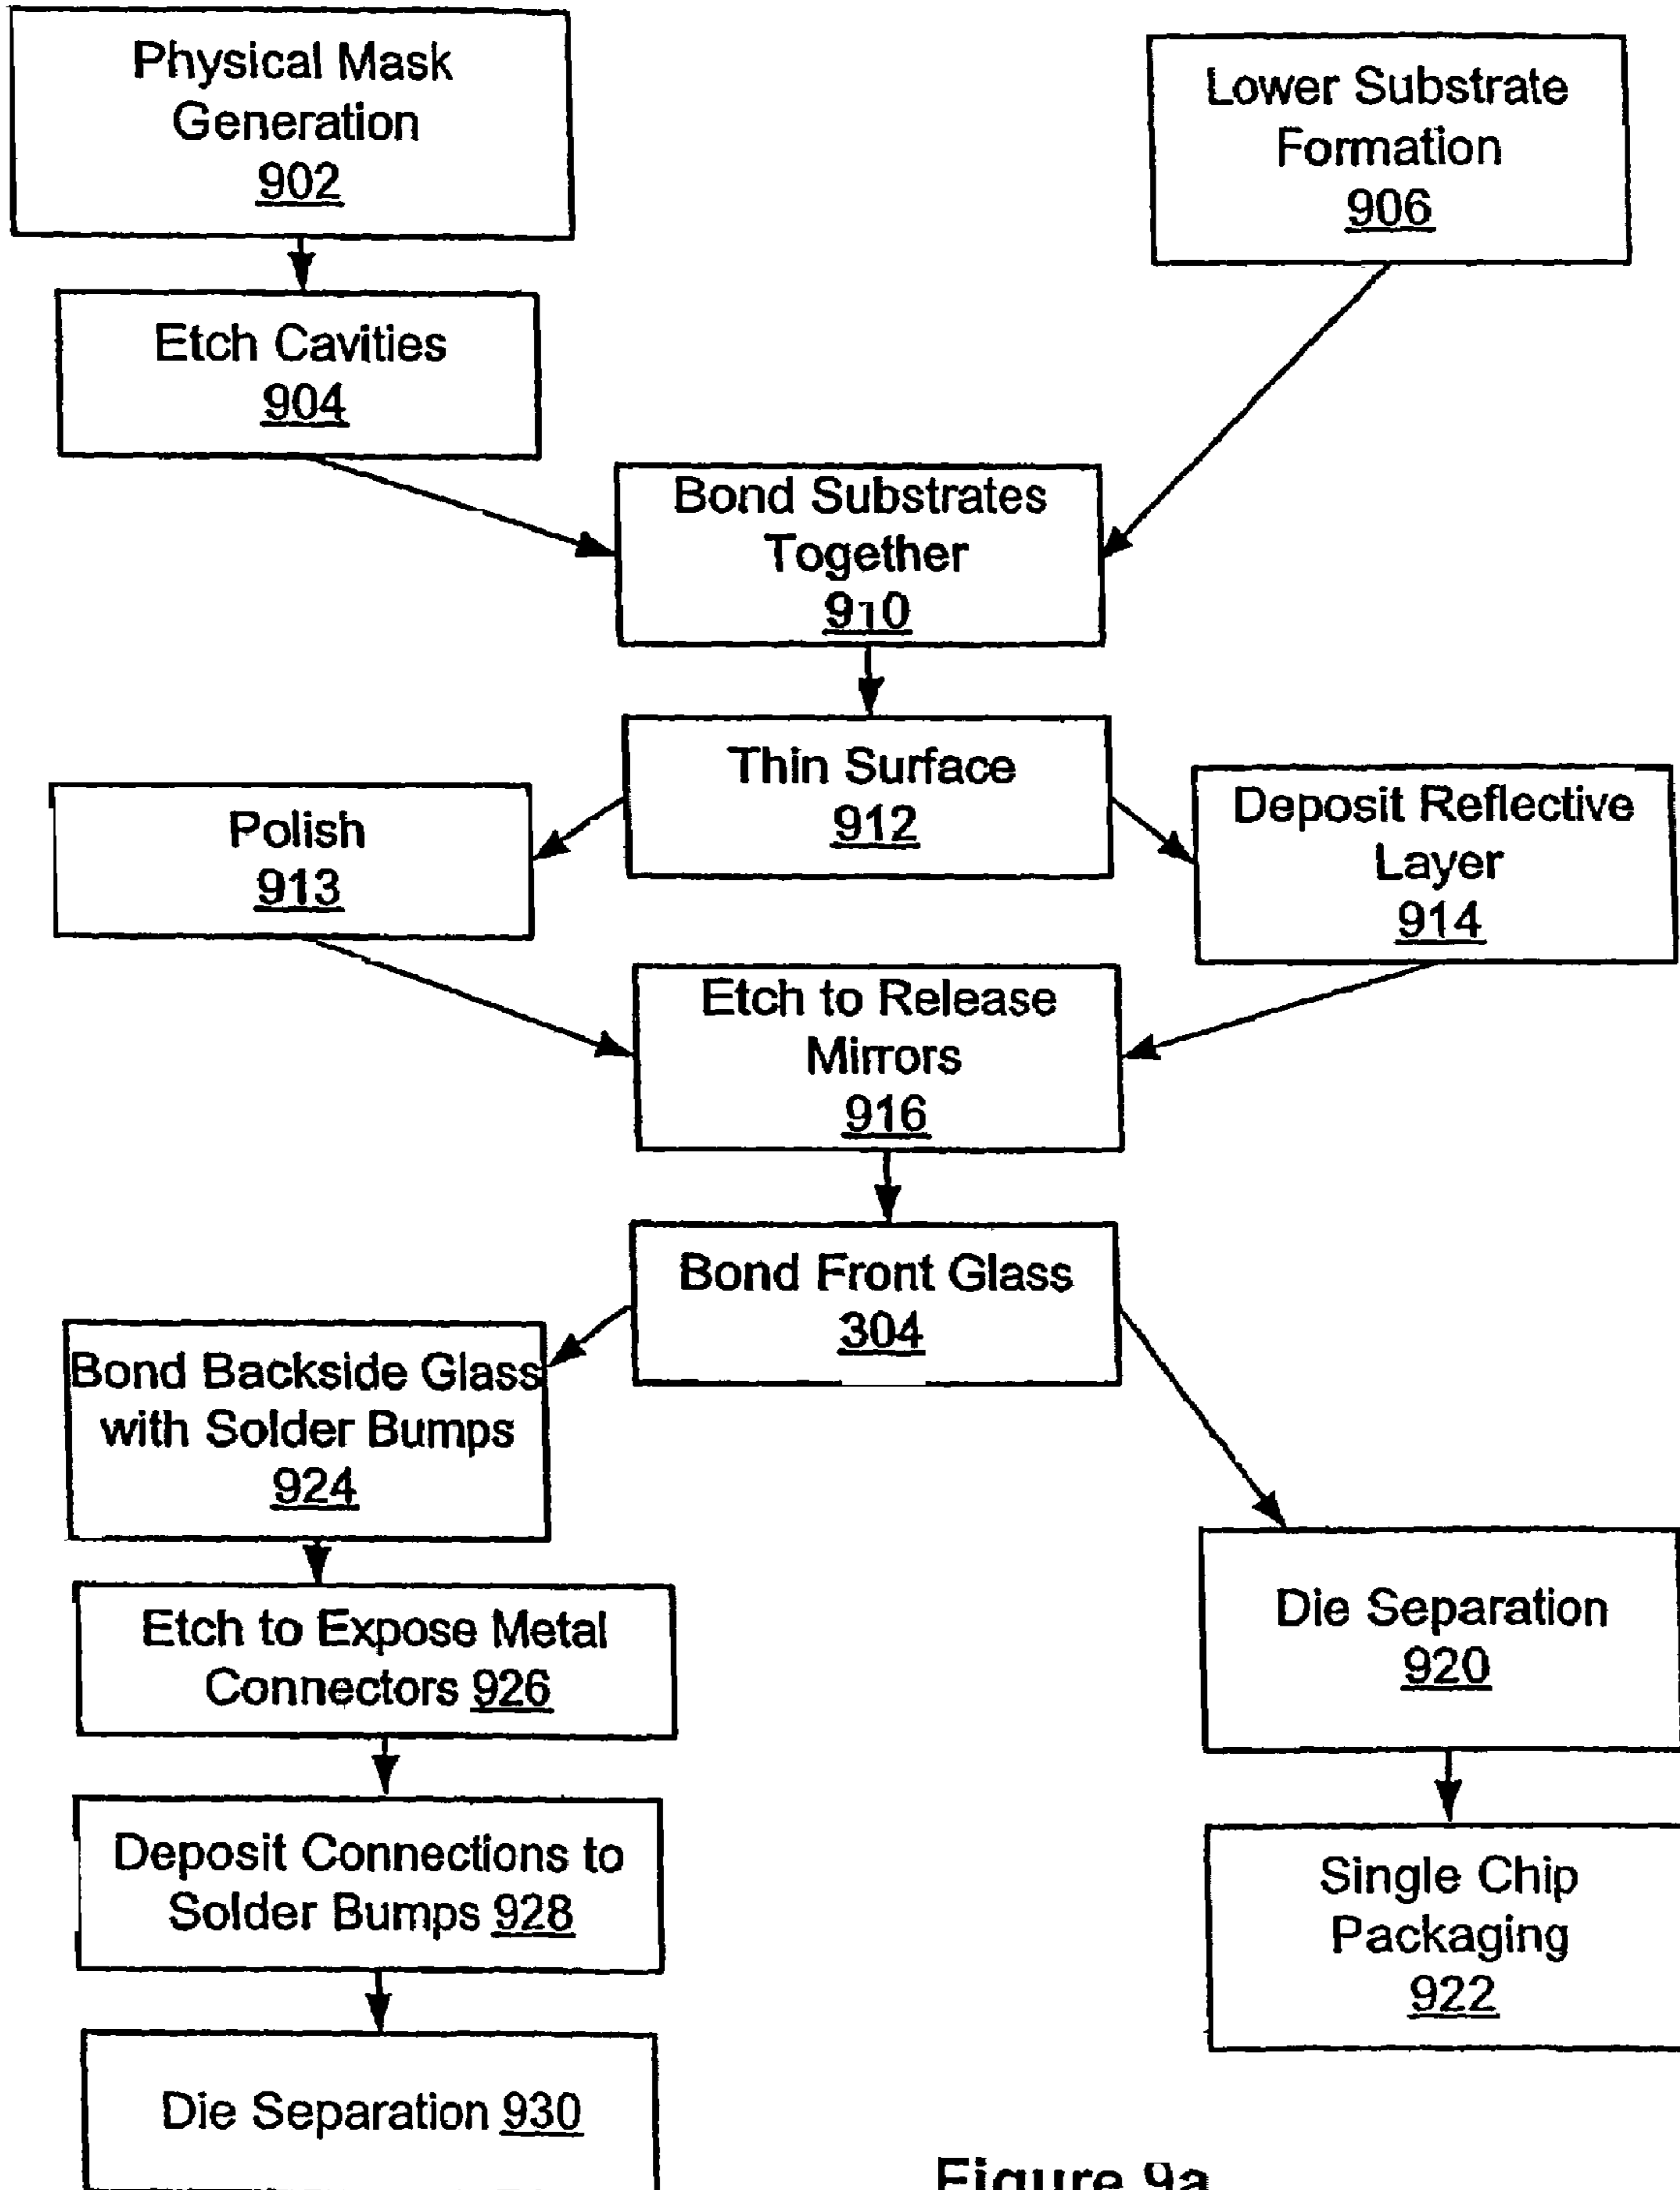 Physical Mask
Generation
902
Lower Substrate
Formation
906
Etch Cavities
904
Bond Substrates
Together
910
Thin Surface
912
Polish
913
Deposit Reflective
Layer
914
Etch to Release
Mirrors
916
Bond Front Glass
304
Bond Backside Glass
with Solder Bumps
924
Etch to Expose Metal
Connectors 926
Deposit Connections to
Solder Bumps 928
Die Separation 930
Die Separation
920
Single Chip
Packaging
922
Figure 9a